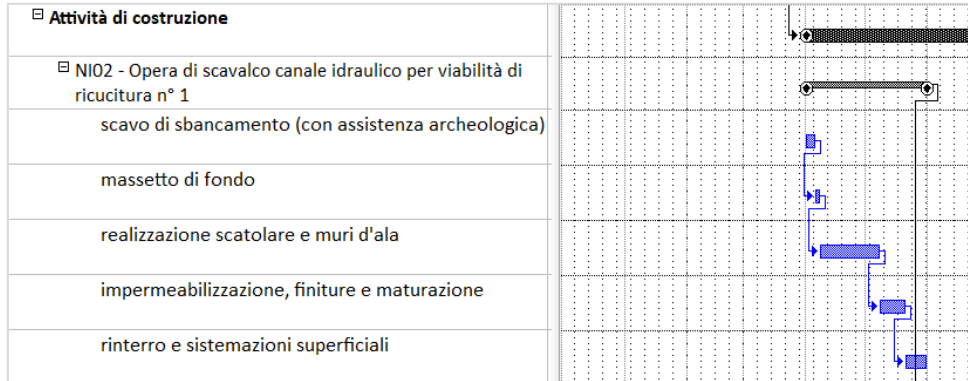 Attività di costruzione
NI02 - Opera di scavalco canale idraulico per viabilità di
ricucitura n° 1
scavo di sbancamento (con assistenza archeologica)
massetto di fondo
realizzazione scatolare e muri d'ala
impermeabilizzazione, finiture e maturazione
rinterro e sistemazioni superficiali